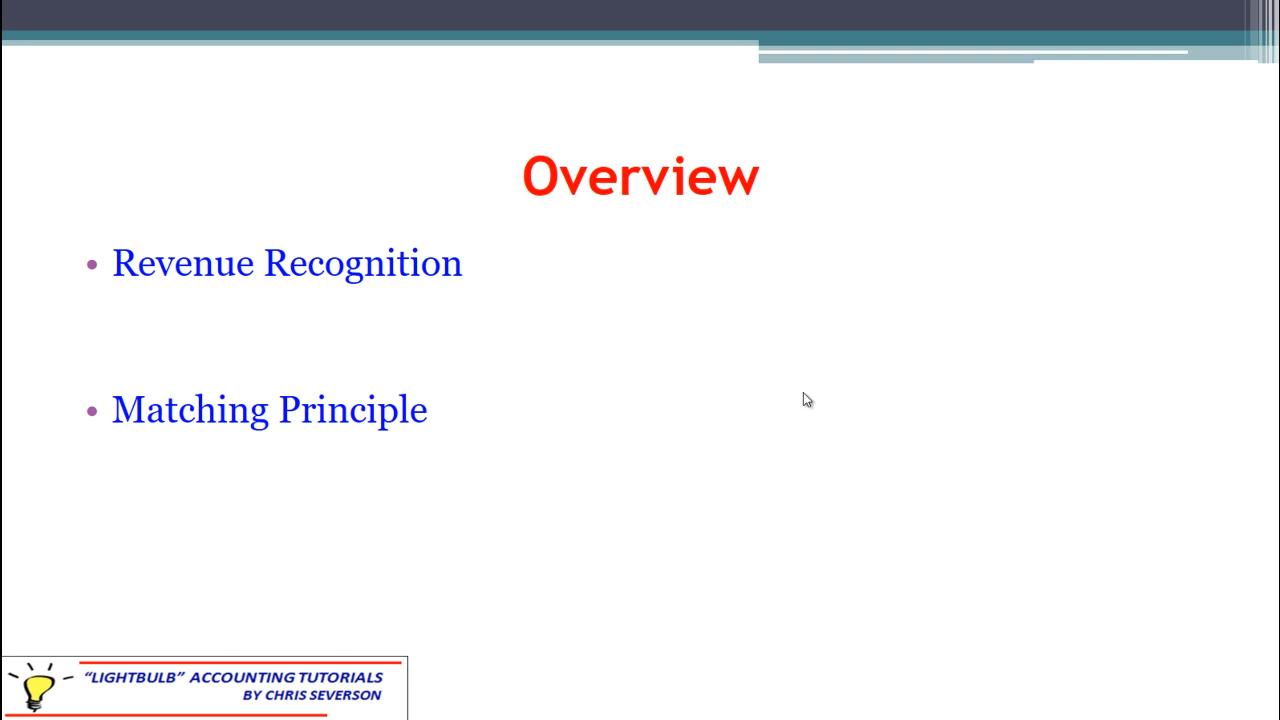 Overview
• Revenue Recognition
• Matching Principle
“LIGHTBULB” ACCOUNTING TUTORIALS
BY CHRIS SEVERSON